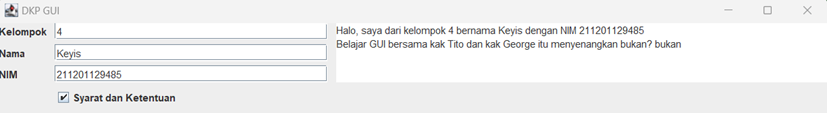 DKP GUI
Kelompok 4
Nama Keyis
NIM 211201129485
Syarat dan Ketentuan
Halo, saya dari kelompok 4 bernama Keyis dengan NIM 211201129485
Belajar GUI bersama kak Tito dan kak George itu menyenangkan bukan? bukan